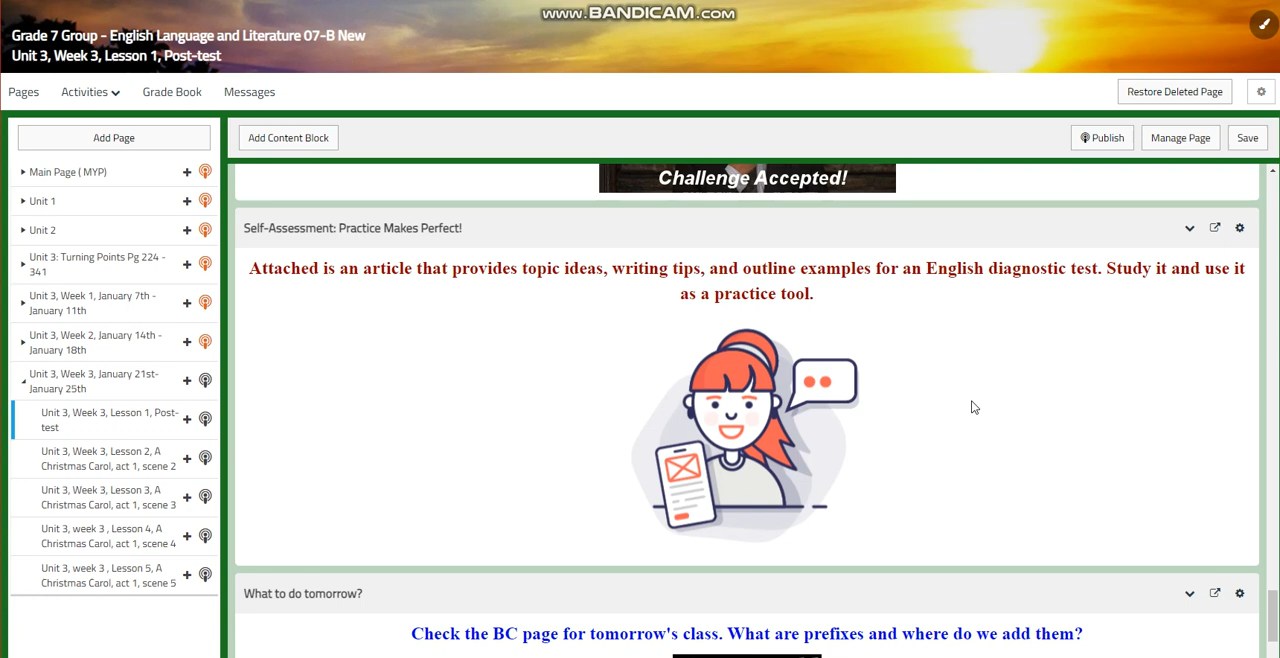 www.BANDICAM.com
Grade 7 Group - English Language and Literature 07-B New
Unit 3, Week 3, Lesson 1, Post-test
Pages
Activities
Grade Book
Messages
Restore Deleted Page
Add Page
Add Content Block
Publish
Manage Page
Save
Main Page ( MYP)
Unit 1
Unit 2
Unit 3: Turning Points Pg 224 -
341
Unit 3, Week 1, January 7th -
January 11th
Unit 3, Week 2, January 14th -
January 18th
Unit 3, Week 3, January 21st-
January 25th
Unit 3, Week 3, Lesson 1, Post-
test
Unit 3, Week 3, Lesson 2, A
Christmas Carol, act 1, scene 2
Unit 3, Week 3, Lesson 3, A
Christmas Carol, act 1, scene 3
Unit 3, week 3 , Lesson 4, A
Christmas Carol, act 1, scene 4
Unit 3, week 3 , Lesson 5, A
Christmas Carol, act 1, scene 5
Challenge Accepted!
Self-Assessment: Practice Makes Perfect!
Attached is an article that provides topic ideas, writing tips, and outline examples for an English diagnostic test. Study it and use it
as a practice tool.
What to do tomorrow?
Check the BC page for tomorrow's class. What are prefixes and where do we add them?